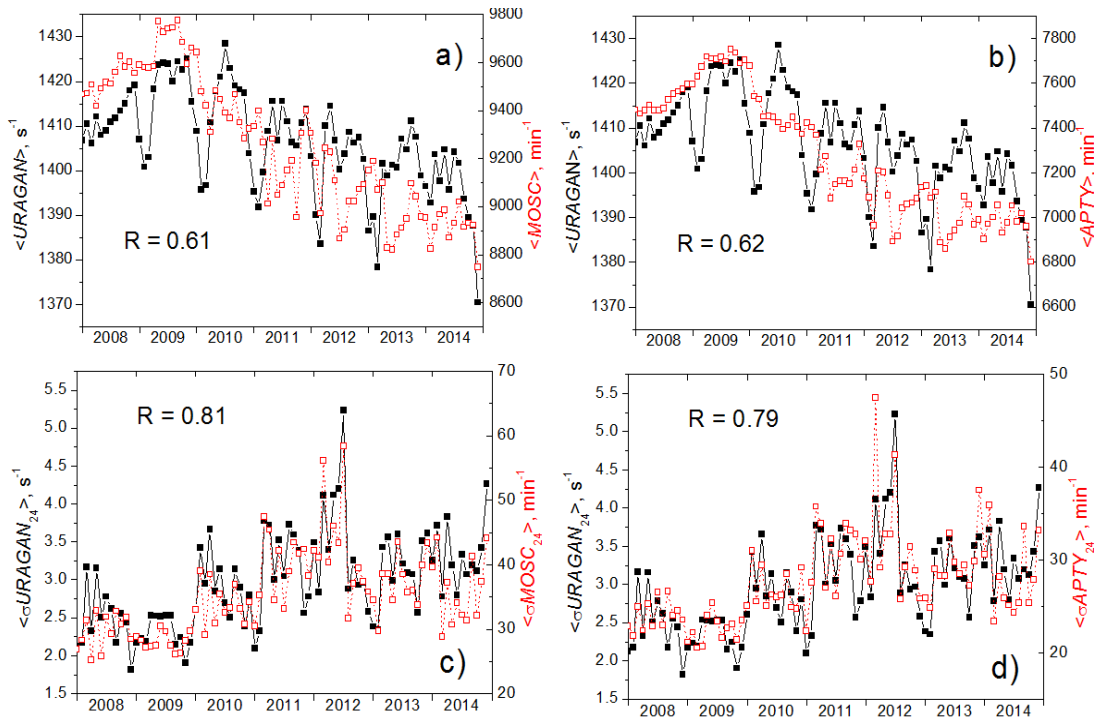 a)
1430
1420
1410
1400
1390
1380
1370
<URAGAN>, s⁻¹
R = 0.61
9800
9600
9400
9200
9000
8800
8600
<MOSC>, min⁻¹
2008 2009 2010 2011 2012 2013 2014
b)
1430
1420
1410
1400
1390
1380
1370
<URAGAN>, s⁻¹
R = 0.62
7800
7600
7400
7200
7000
6800
6600
<APTY>, min⁻¹
2008 2009 2010 2011 2012 2013 2014
R = 0.81
5.5
5.0
4.5
4.0
3.5
3.0
2.5
2.0
1.5
<σURAGAN₂₄>, s⁻¹
70
60
50
40
30
20
<σMOSC₂₄>, min⁻¹
c)
2008 2009 2010 2011 2012 2013 2014
R = 0.79
5.5
5.0
4.5
4.0
3.5
3.0
2.5
2.0
1.5
<σURAGAN₂₄>, s⁻¹
50
40
30
20
<σAPTY₂₄>, min⁻¹
d)
2008 2009 2010 2011 2012 2013 2014